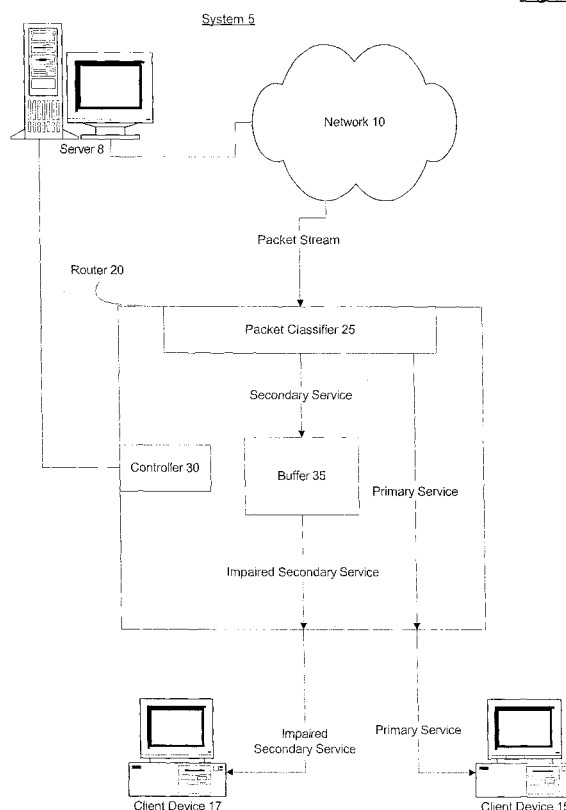 System 5
Network 10
Server 8
Packet Stream
Router 20
Packet Classifier 25
Secondary Service
Controller 30
Buffer 35
Primary Service
Impaired Secondary Service
Impaired
Secondary Service
Primary Service
Client Device 17
Client Device